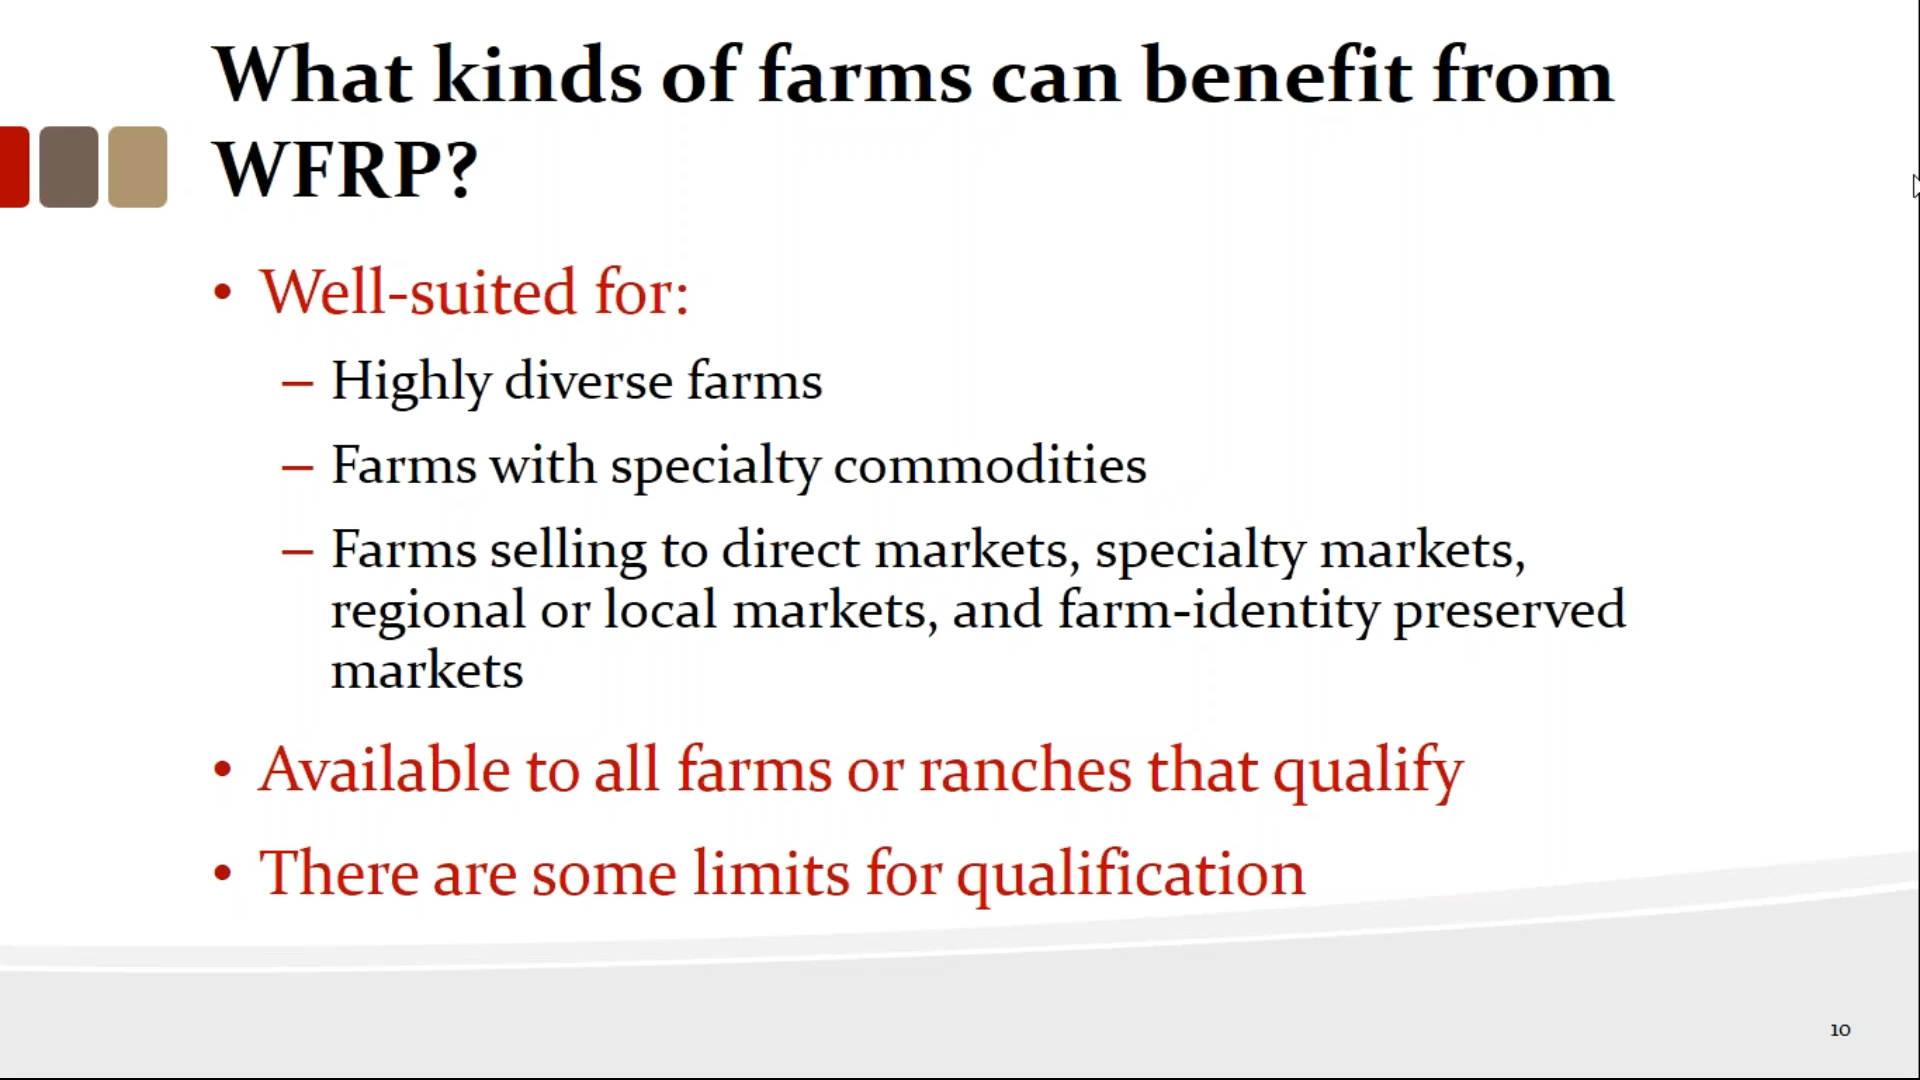 What kinds of farms can benefit from
WFRP?
• Well-suited for:
– Highly diverse farms
– Farms with specialty commodities
– Farms selling to direct markets, specialty markets,
regional or local markets, and farm-identity preserved
markets
• Available to all farms or ranches that qualify
• There are some limits for qualification
10